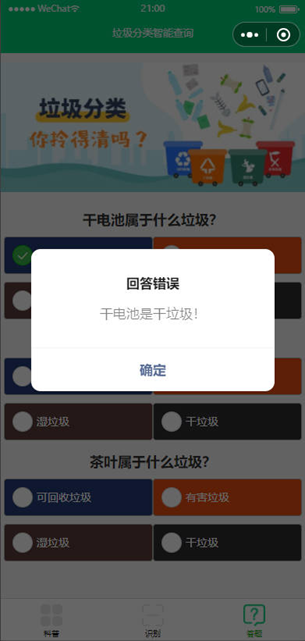 WeChat
21:00
100%
垃圾分类智能查询
垃圾分类
你拎得清吗?
干电池属于什么垃圾?
回答错误
干电池是干垃圾!
确定
湿垃圾
干垃圾
茶叶属于什么垃圾?
可回收垃圾
有害垃圾
湿垃圾
干垃圾
科普
识别
答题